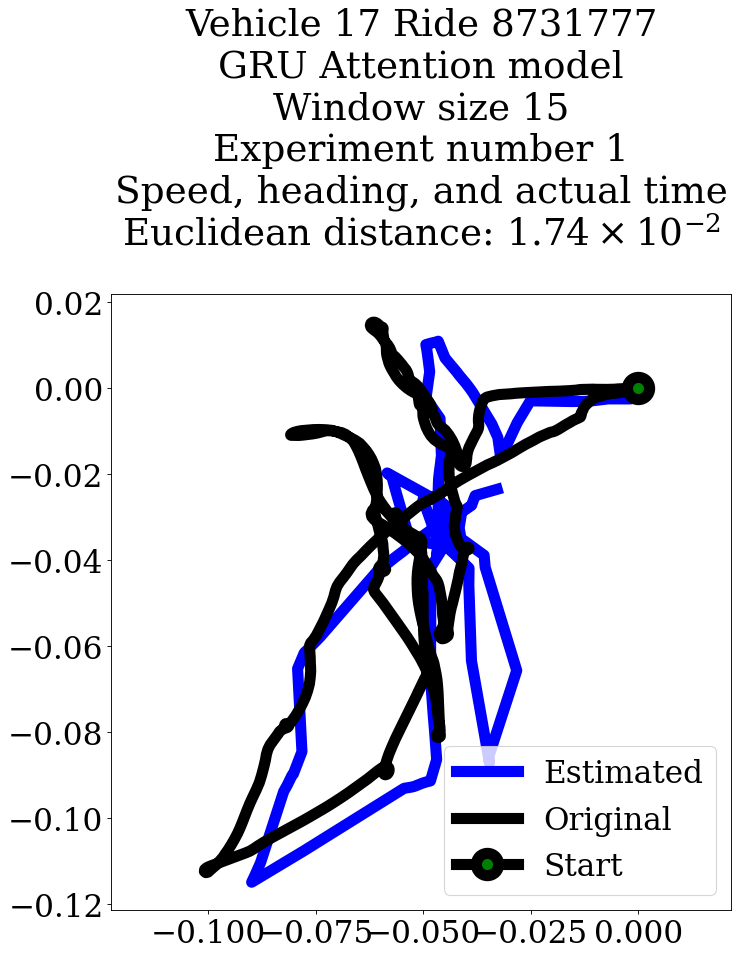 Vehicle 17 Ride 8731777
GRU Attention model
Window size 15
Experiment number 1
Speed, heading, and actual time
Euclidean distance: 1.74 × 10⁻²
0.02
0.00
−0.02
−0.04
−0.06
−0.08
−0.10
−0.12
−0.100 −0.075 −0.050 −0.025 0.000
Estimated
Original
Start